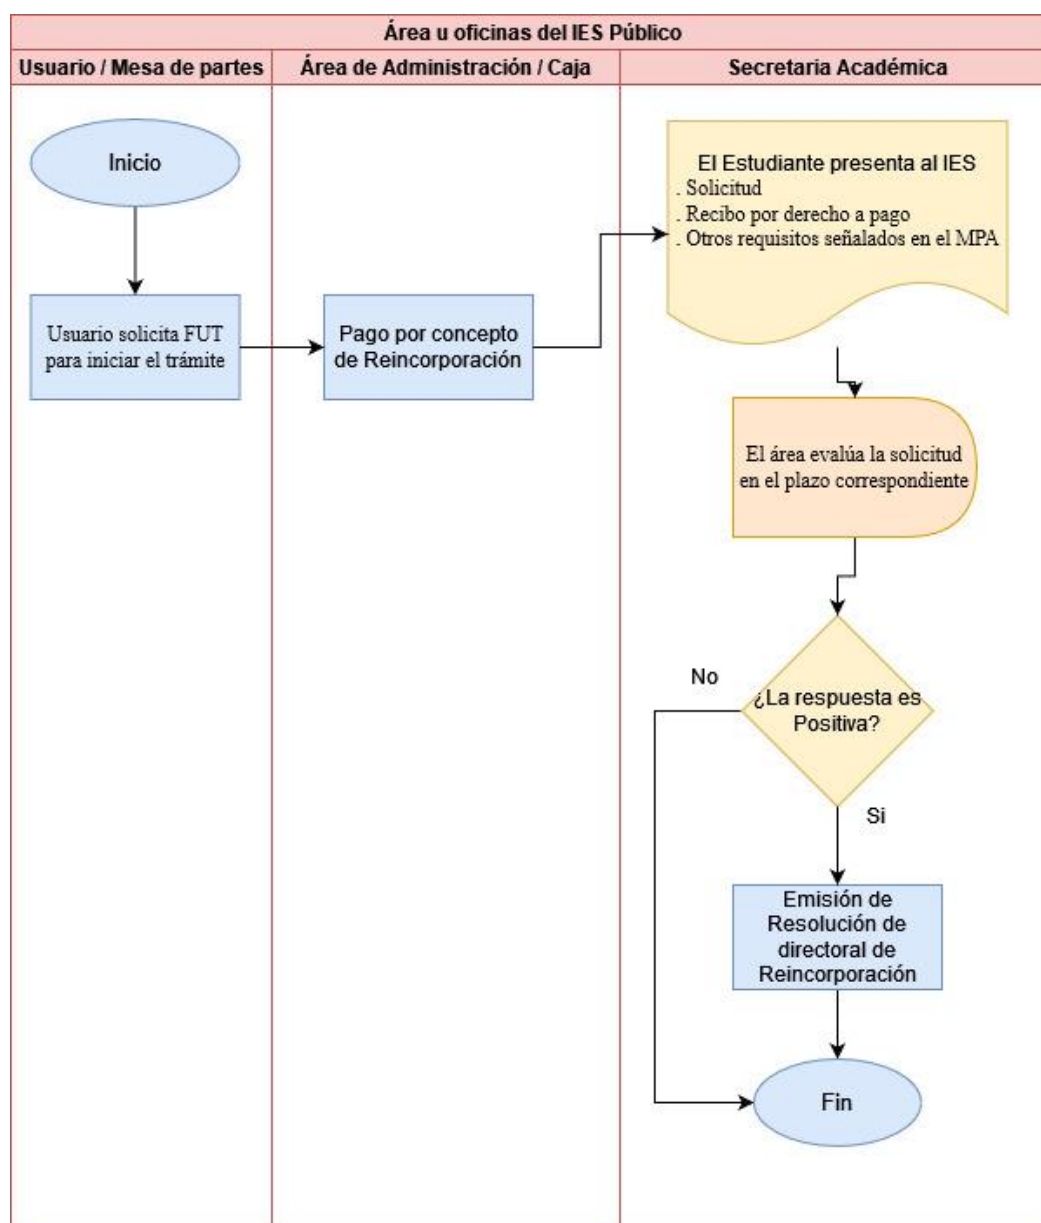 Área u oficinas del IES Público
Usuario / Mesa de partes
Área de Administración / Caja
Secretaria Académica
Inicio
Usuario solicita FUT
para iniciar el trámite
Pago por concepto
de Reincorporación
El Estudiante presenta al IES
. Solicitud
. Recibo por derecho a pago
. Otros requisitos señalados en el MPA
El área evalúa la solicitud
en el plazo correspondiente
No
¿La respuesta es
Positiva?
Si
Emisión de
Resolución de
directoral de
Reincorporación
Fin